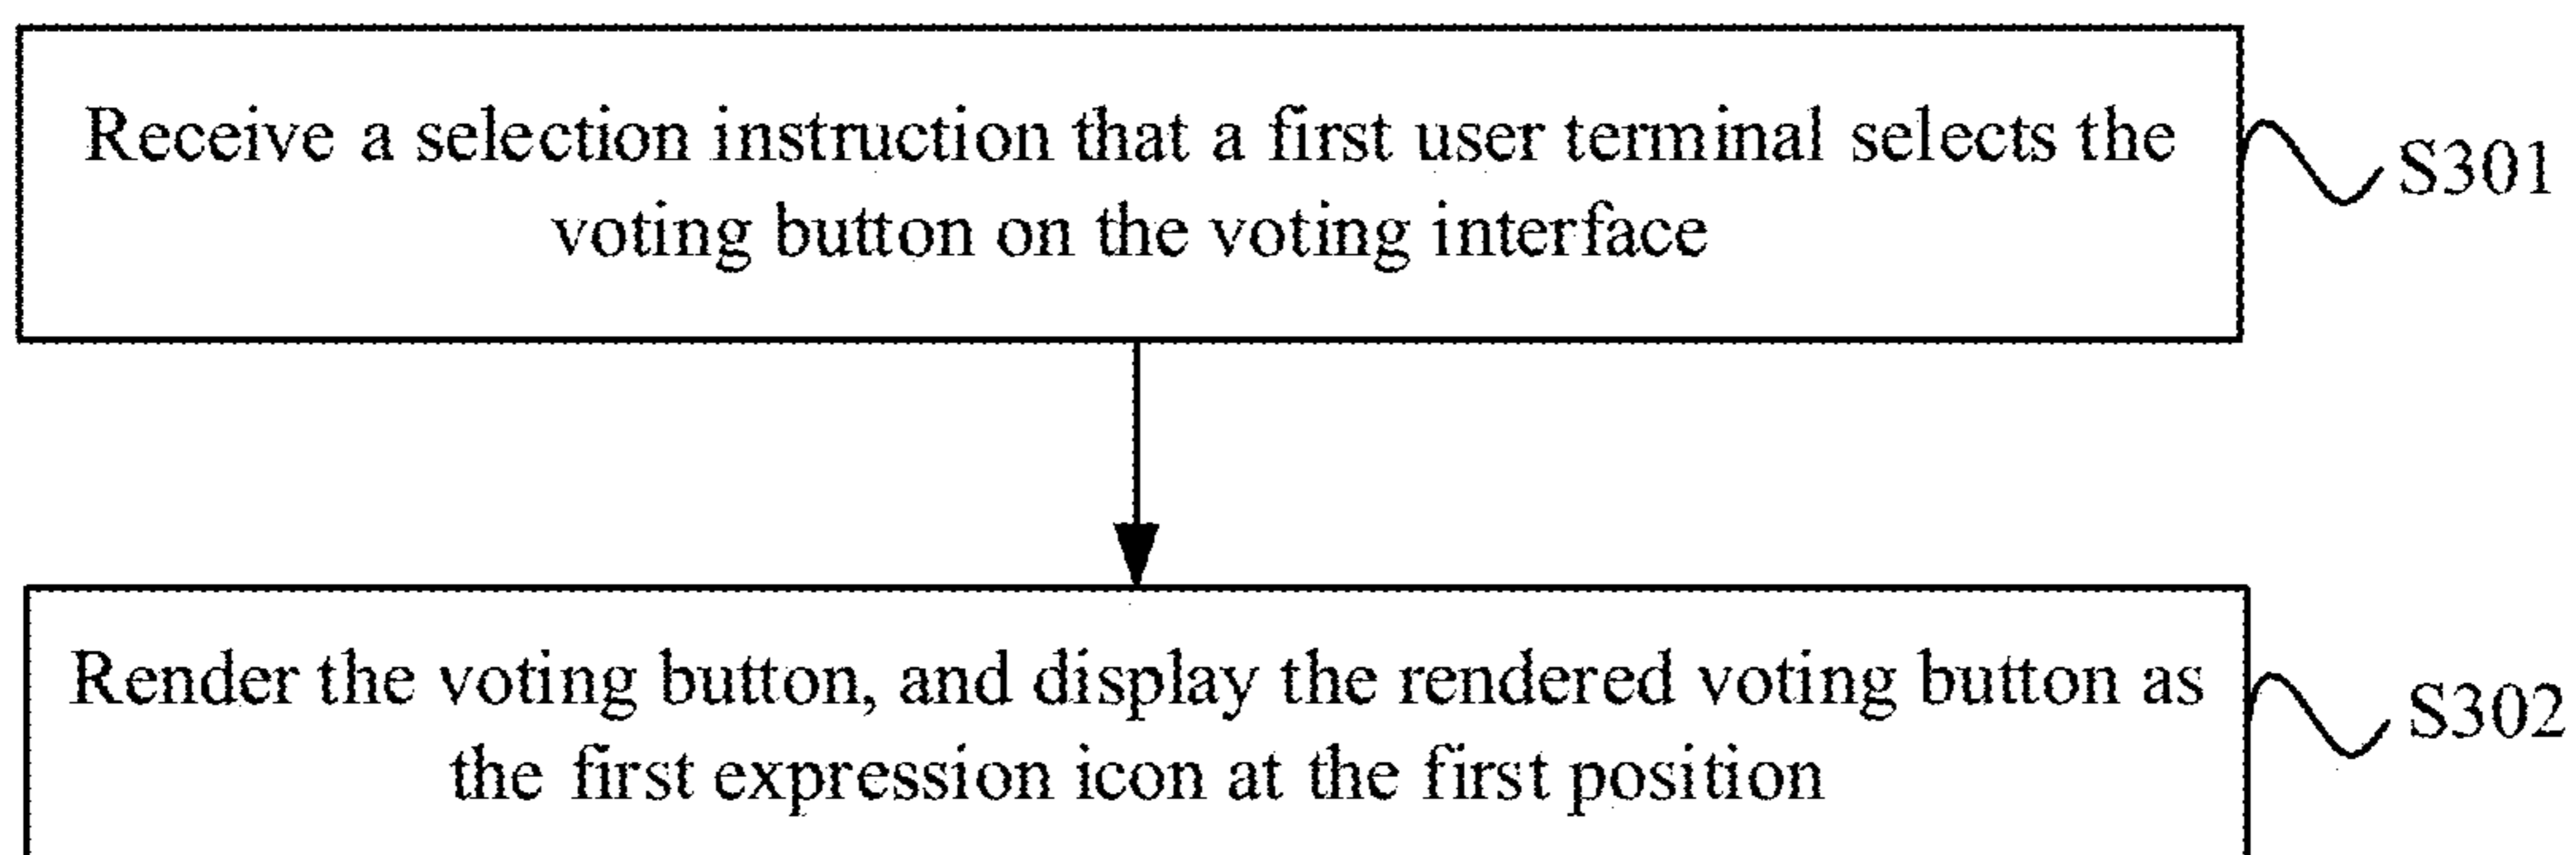 Receive a selection instruction that a first user terminal selects the
voting button on the voting interface
S301
Render the voting button, and display the rendered voting button as
the first expression icon at the first position
S302